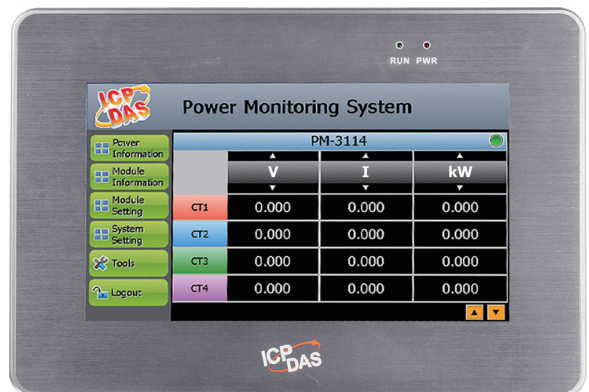 RUN PWR
ICP DAS
Power Monitoring System
PM-3114
Power Information
Module Information
Module Setting
System Setting
Tools
Logout
V I kW
CT1 0.000 0.000 0.000
CT2 0.000 0.000 0.000
CT3 0.000 0.000 0.000
CT4 0.000 0.000 0.000
ICP DAS